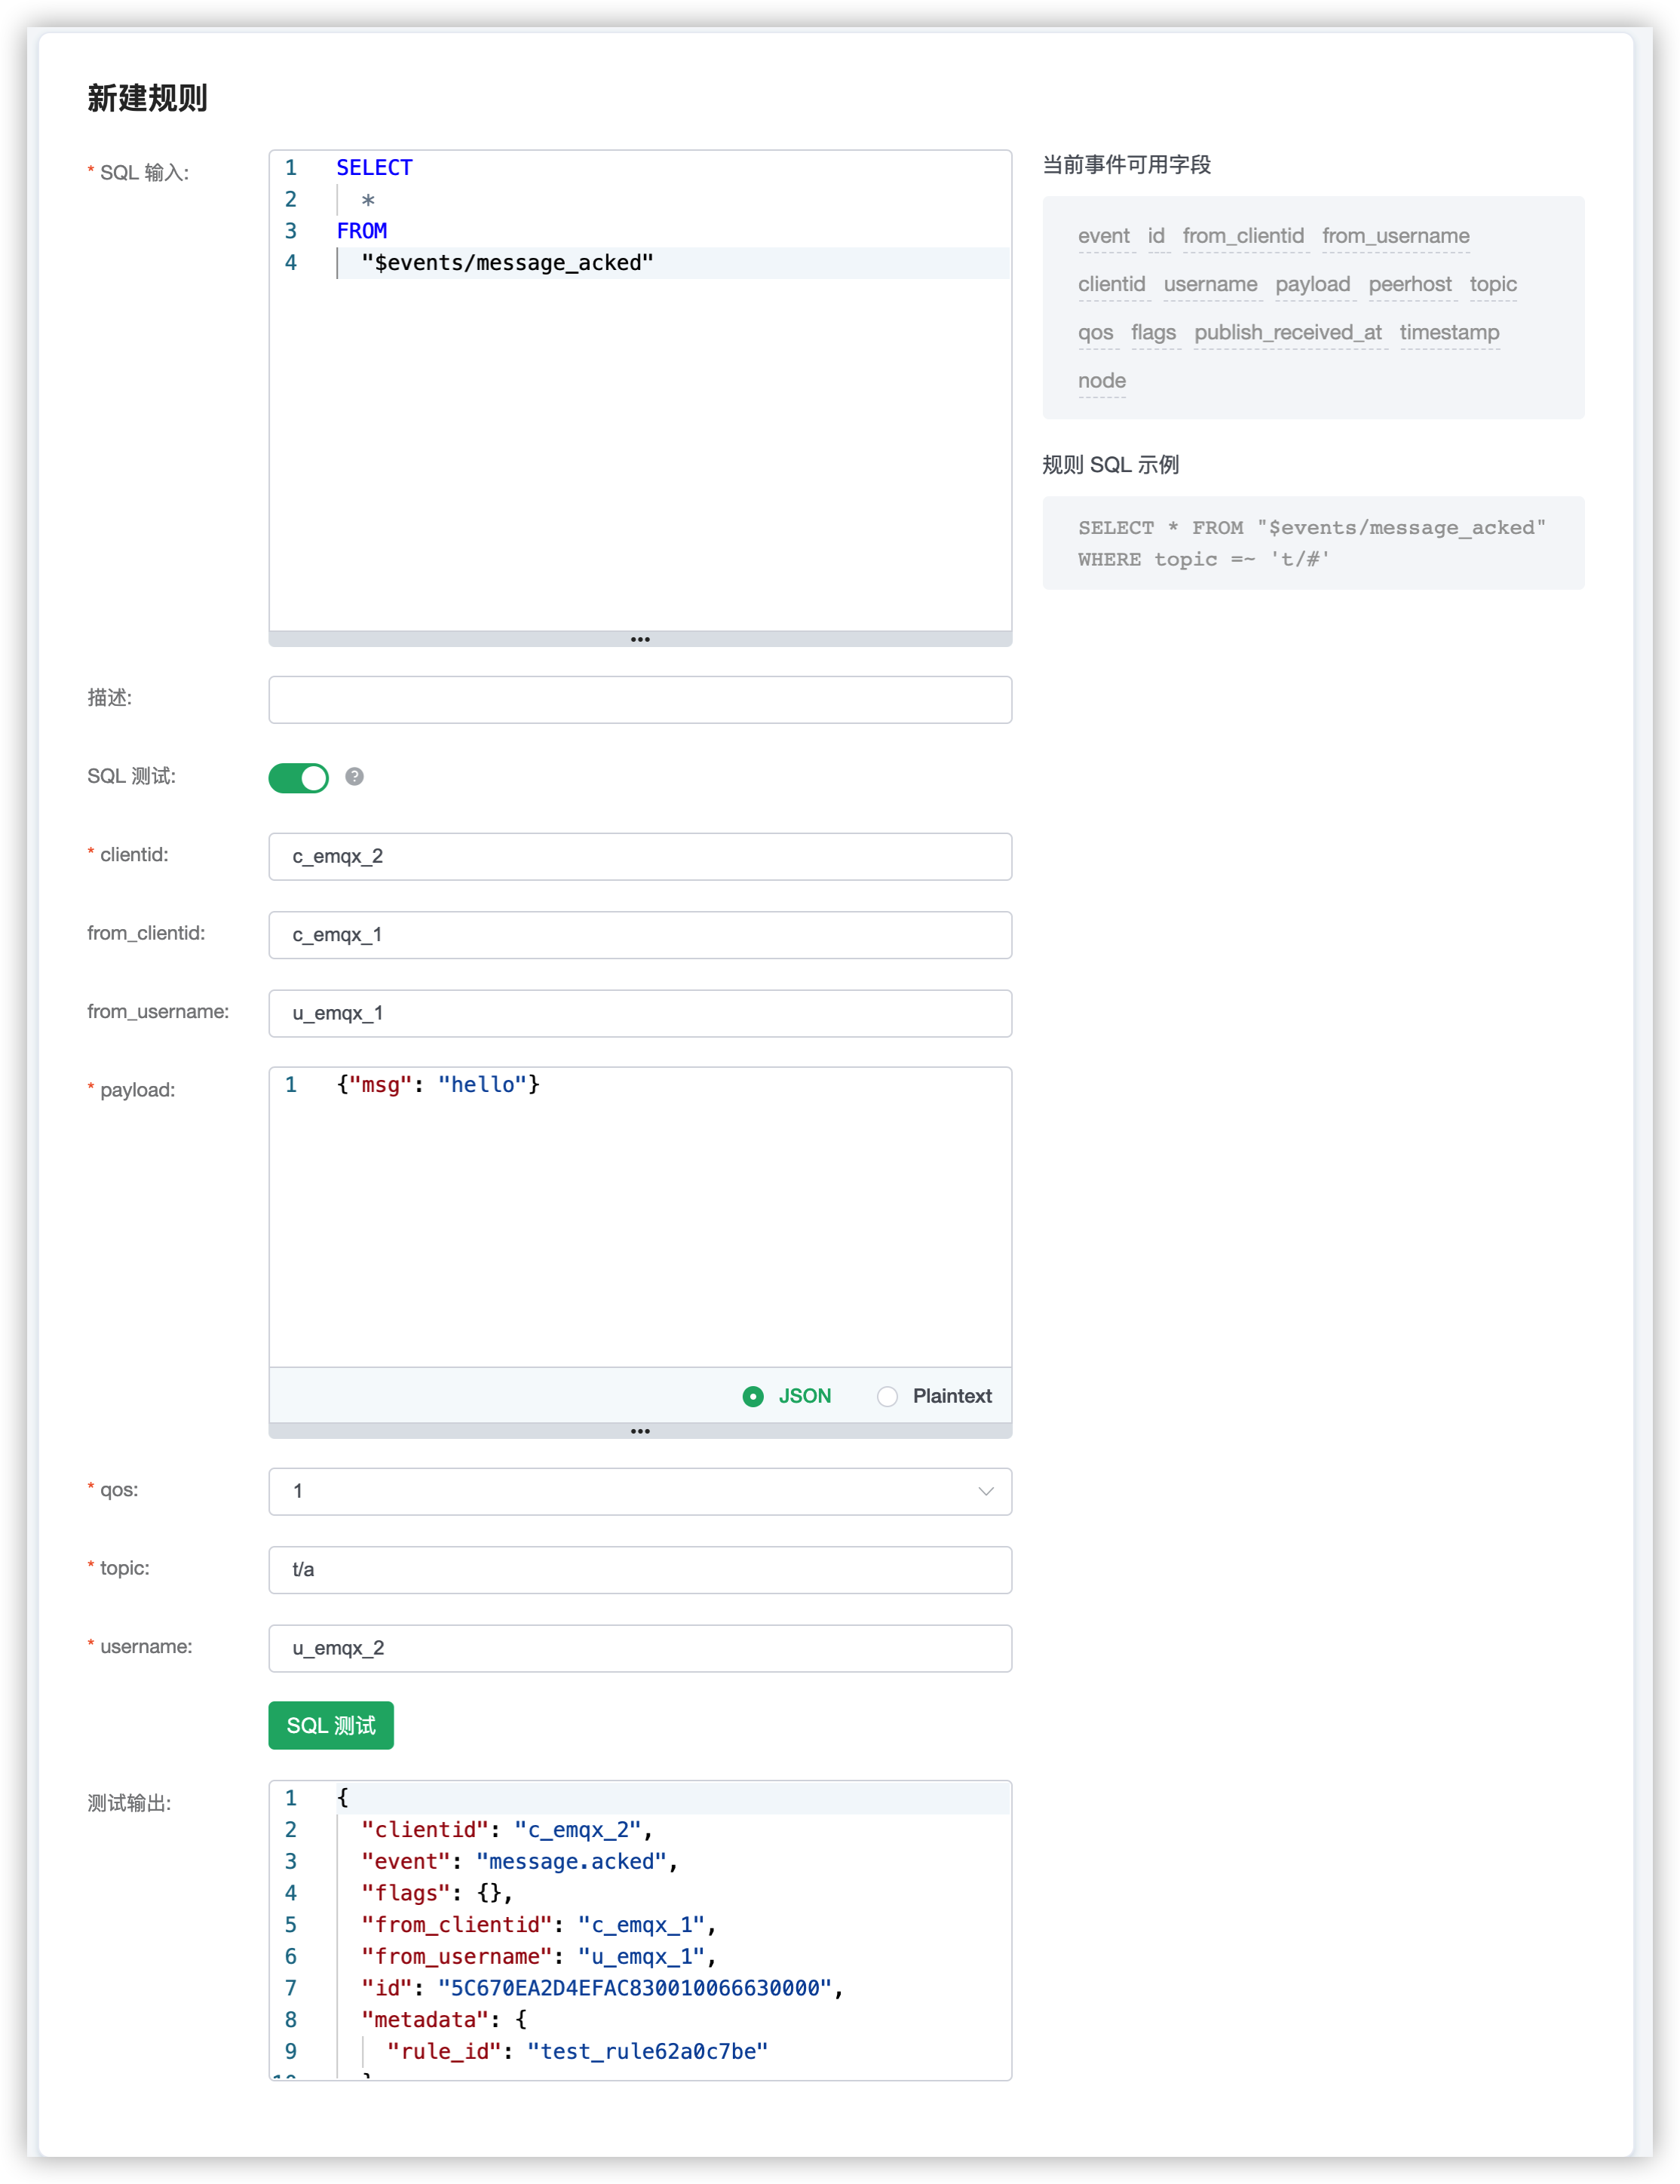 新建规则
* SQL 输入:
1 SELECT
2 *
3 FROM
4 "$events/message_acked"
当前事件可用字段
event id from_clientid from_username
clientid username payload peerhost topic
qos flags publish_received_at timestamp
node
规则 SQL 示例
SELECT * FROM "$events/message_acked"
WHERE topic =~ 't/#'
描述:
SQL 测试: ?
* clientid: c_emqx_2
from_clientid: c_emqx_1
from_username: u_emqx_1
* payload:
1 {"msg": "hello"}
JSON Plaintext
* qos: 1
* topic: t/a
* username: u_emqx_2
SQL 测试
测试输出:
1 {
2 "clientid": "c_emqx_2",
3 "event": "message.acked",
4 "flags": {},
5 "from_clientid": "c_emqx_1",
6 "from_username": "u_emqx_1",
7 "id": "5C670EA2D4EFAC830010066630000",
8 "metadata": {
9 "rule_id": "test_rule62a0c7be"